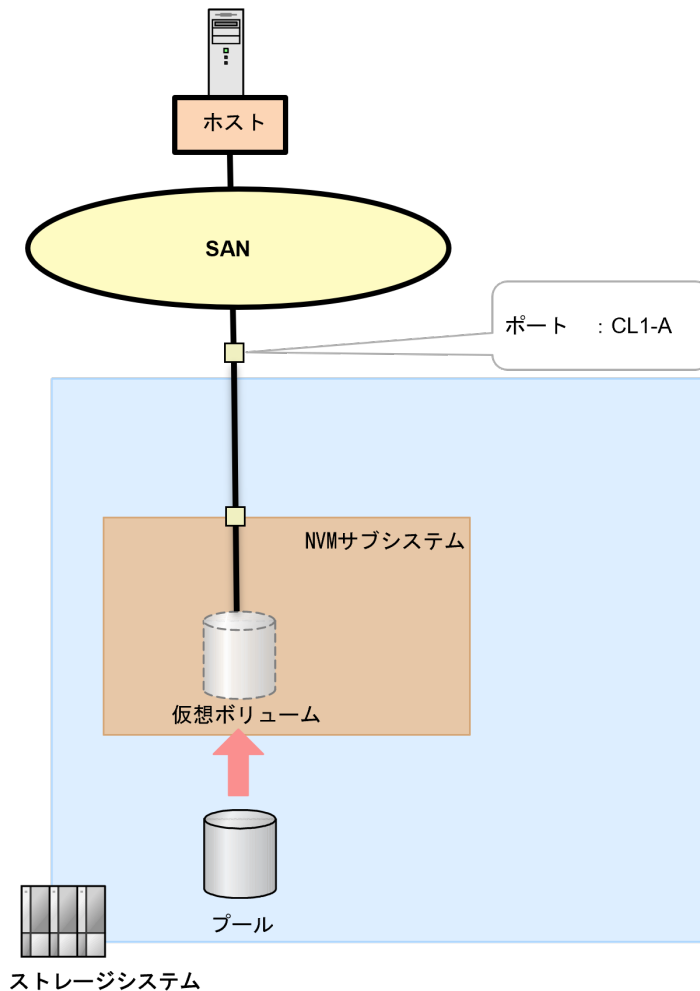 ホスト
SAN
ポート : CL1-A
NVMサブシステム
仮想ボリューム
プール
ストレージシステム